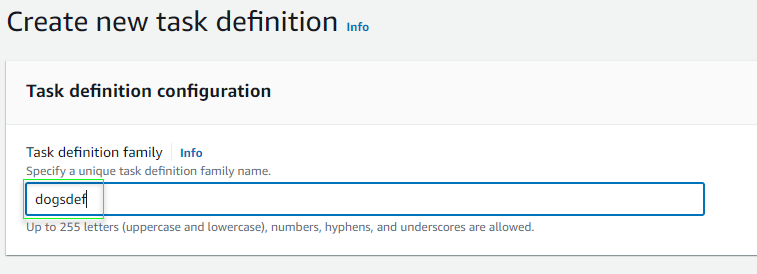 Create new task definition Info
Task definition configuration
Task definition family Info
Specify a unique task definition family name.
dogsdef
Up to 255 letters (uppercase and lowercase), numbers, hyphens, and underscores are allowed.